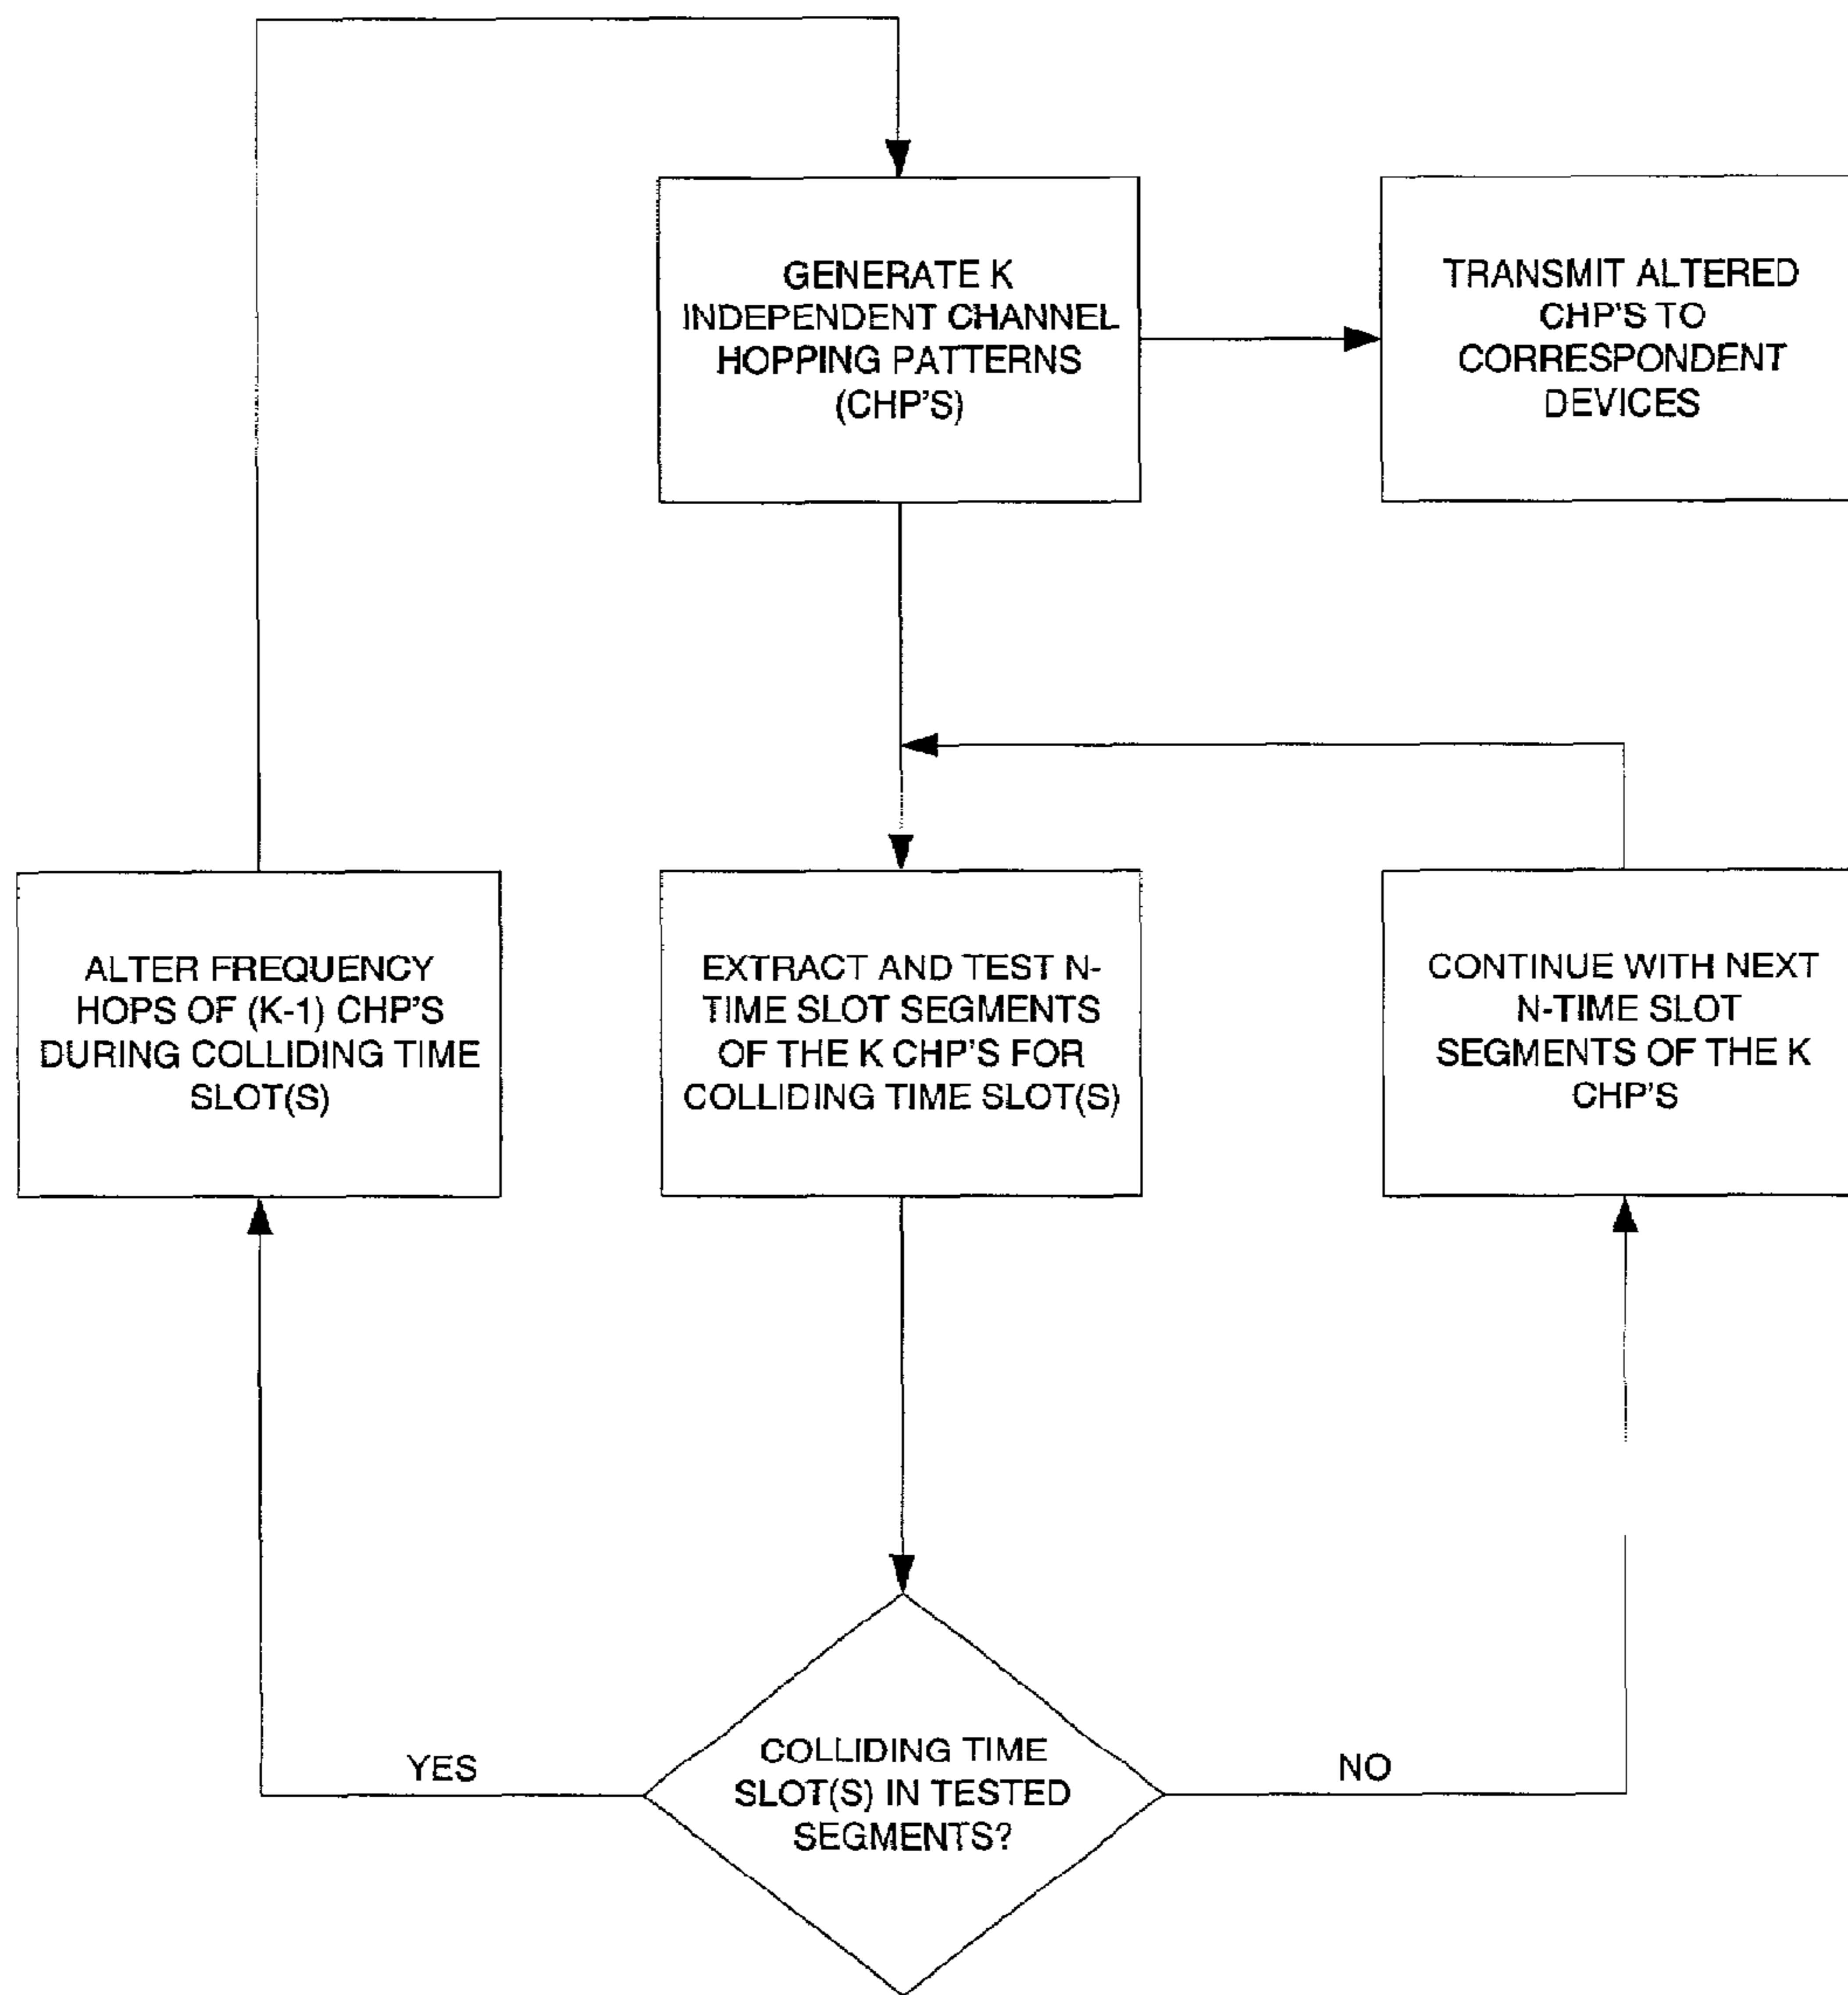 GENERATE K
INDEPENDENT CHANNEL
HOPPING PATTERNS
(CHP'S)
TRANSMIT ALTERED
CHP'S TO
CORRESPONDENT
DEVICES
ALTER FREQUENCY
HOPS OF (K-1) CHP'S
DURING COLLIDING TIME
SLOT(S)
EXTRACT AND TEST N-
TIME SLOT SEGMENTS
OF THE K CHP'S FOR
COLLIDING TIME SLOT(S)
CONTINUE WITH NEXT
N-TIME SLOT
SEGMENTS OF THE K
CHP'S
YES
COLLIDING TIME
SLOT(S) IN TESTED
SEGMENTS?
NO